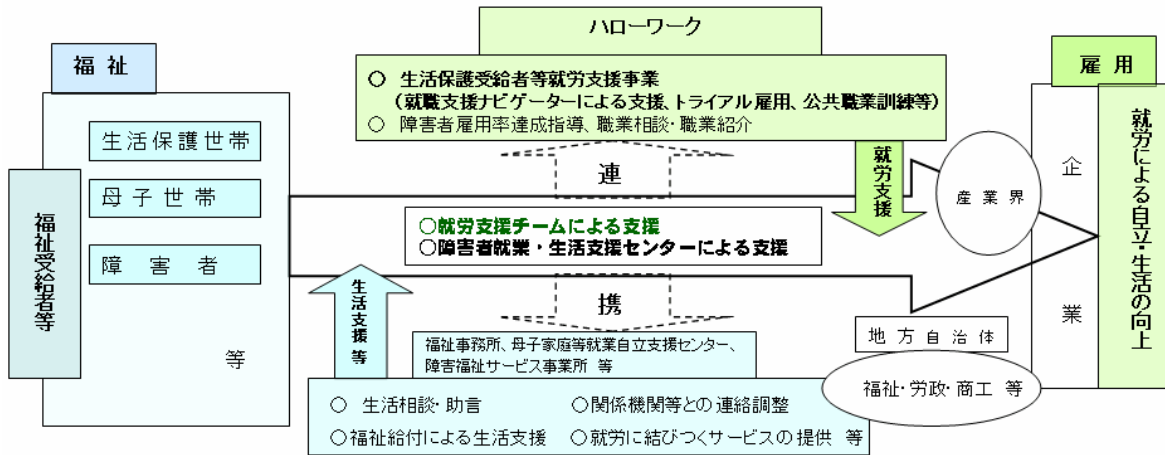 ハローワーク
福 祉
雇 用
○ 生活保護受給者等就労支援事業
(就職支援ナビゲーターによる支援、トライアル雇用、公共職業訓練等)
○ 障害者雇用率達成指導、職業相談・職業紹介
生活保護世帯
母子世帯
障 害 者
等
福祉受給者等
連
就労支援
○就労支援チームによる支援
○障害者就業・生活支援センターによる支援
携
生活支援 等
福祉事務所、母子家庭等就業自立支援センター、
障害福祉サービス事業所 等
○ 生活相談・助言
○関係機関等との連絡調整
○福祉給付による生活支援
○就労に結びつくサービスの提供 等
産 業 界
地 方 自 治 体
福祉・労政・商工 等
企 業
就労による自立・生活の向上